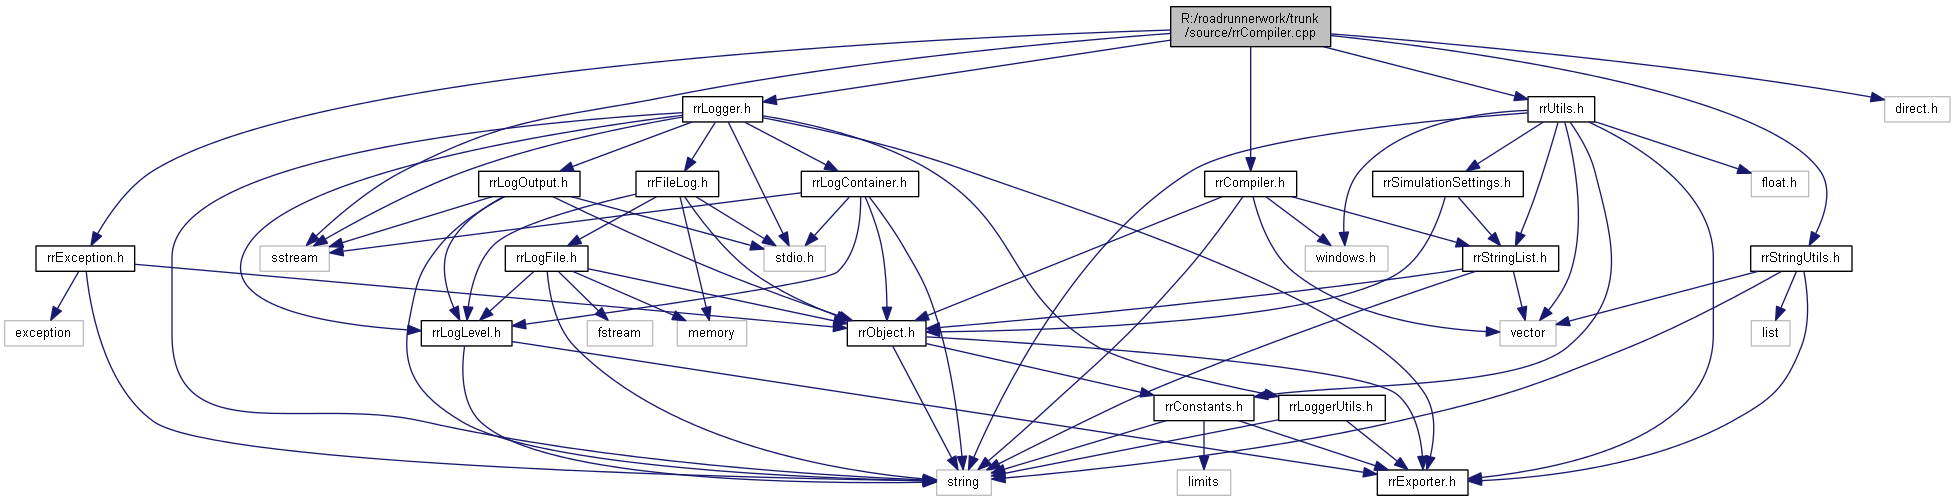 R:/roadrunnerwork/trunk
/source/rrCompiler.cpp
rrLogger.h
rrUtils.h
direct.h
rrLogOutput.h
rrFileLog.h
rrLogContainer.h
rrCompiler.h
rrSimulationSettings.h
float.h
rrException.h
sstream
rrLogFile.h
stdio.h
windows.h
rrStringList.h
rrStringUtils.h
exception
rrLogLevel.h
fstream
memory
rrObject.h
vector
list
rrConstants.h
rrLoggerUtils.h
string
limits
rrExporter.h